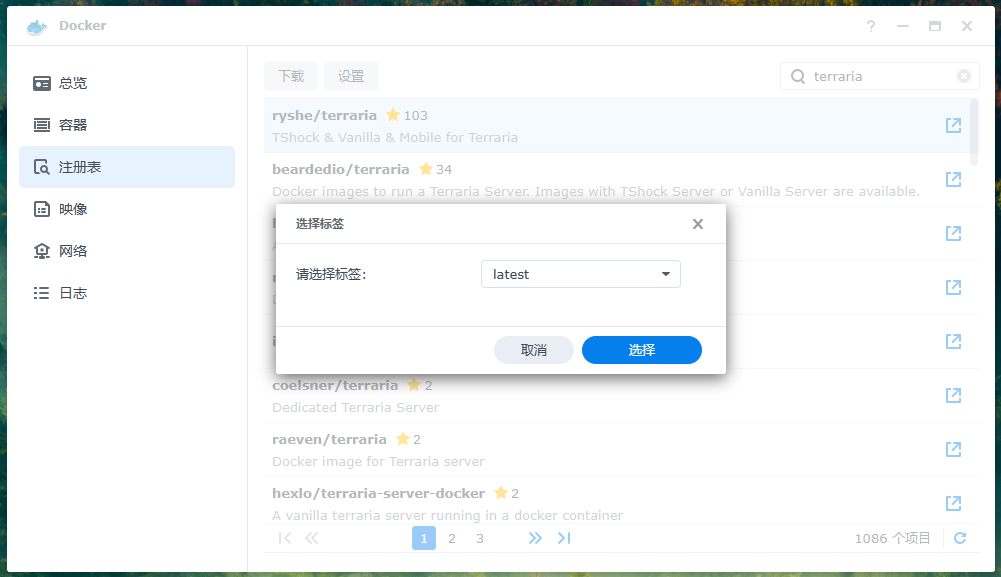 Docker
总览
容器
注册表
映像
网络
日志
下载 设置 terraria
ryshe/terraria 103
TShock & Vanilla & Mobile for Terraria
beardedio/terraria 34
Docker images to run a Terraria Server. Images with TShock Server or Vanilla Server are available.
选择标签
请选择标签:
latest
取消 选择
coelsner/terraria 2
Dedicated Terraria Server
raeven/terraria 2
Docker image for Terraria server
hexlo/terraria-server-docker 2
A vanilla terraria server running in a docker container
1 2 3 1086 个项目